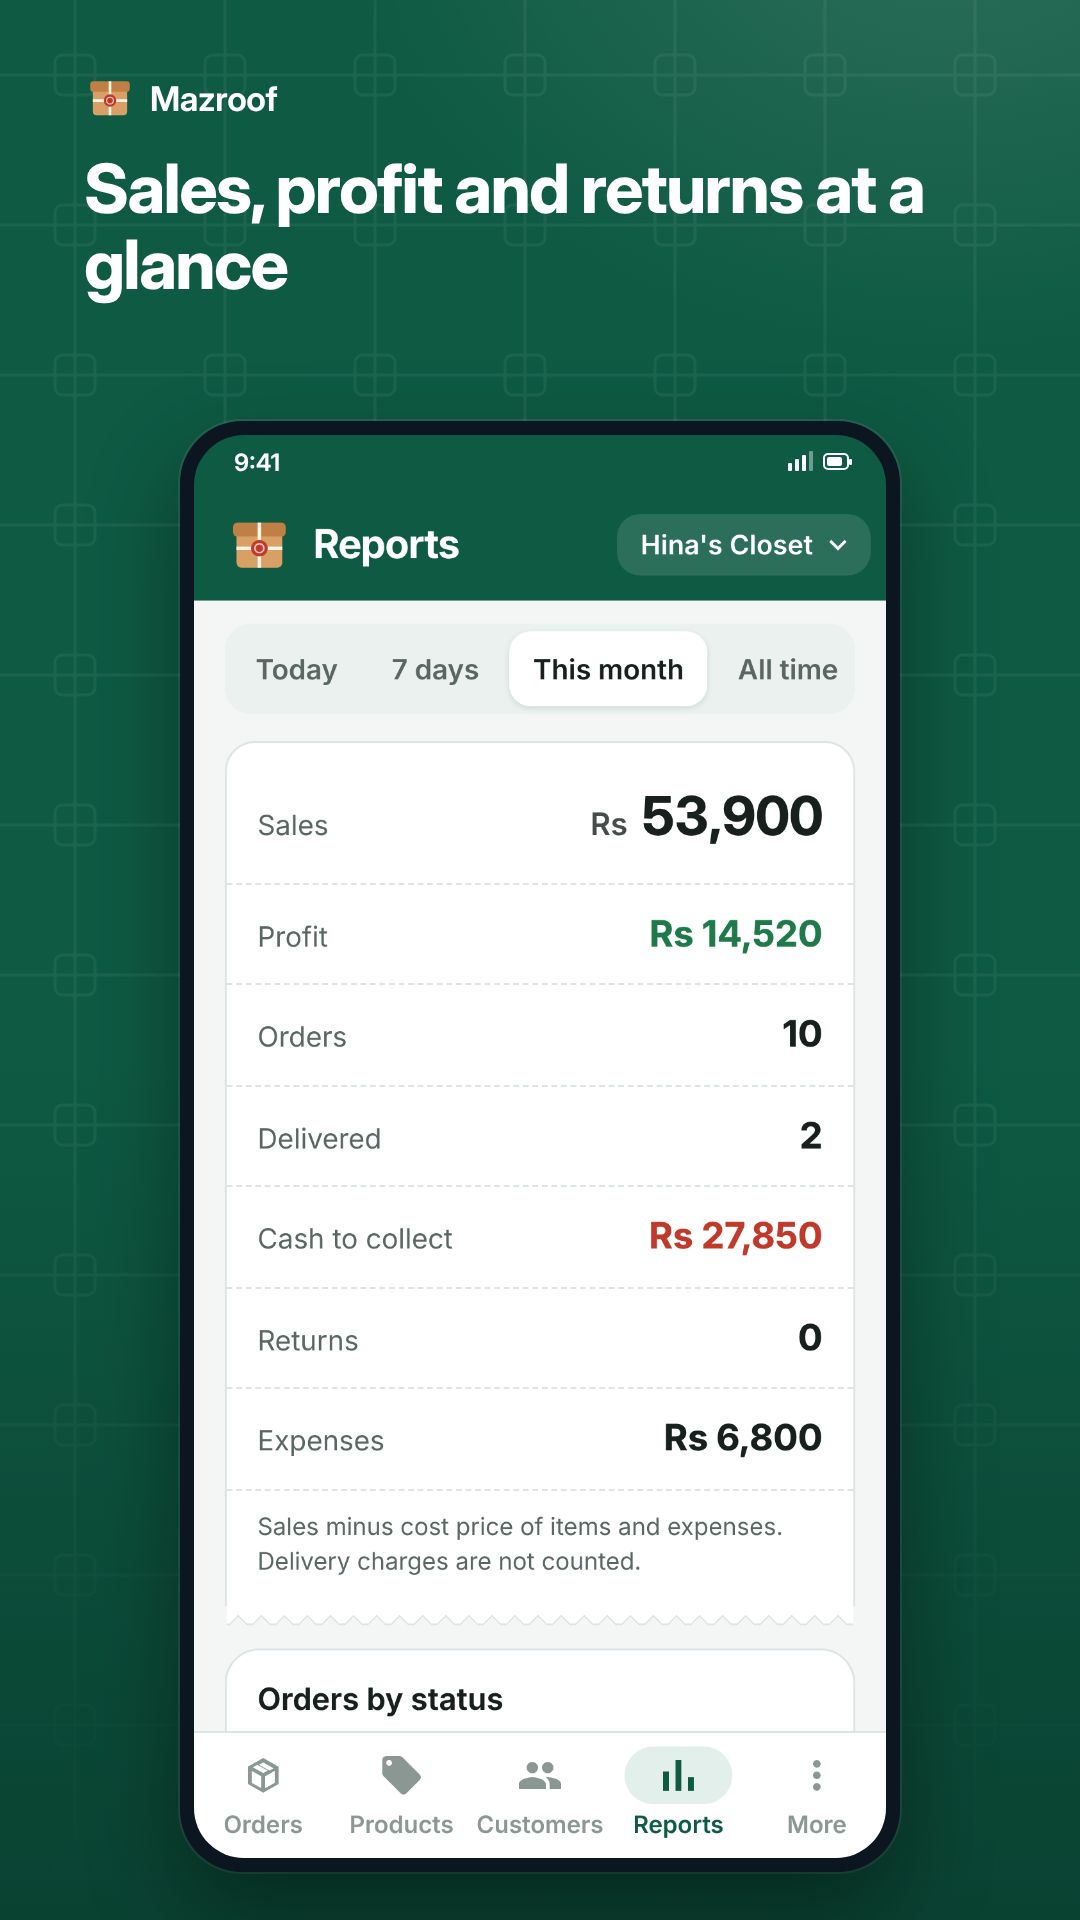 Mazroof
Sales, profit and returns at a
glance
9:41
Reports
Hina's Closet
Today
7 days
This month
All time
Sales
Rs 53,900
Profit
Rs 14,520
Orders
10
Delivered
2
Cash to collect
Rs 27,850
Returns
0
Expenses
Rs 6,800
Sales minus cost price of items and expenses.
Delivery charges are not counted.
Orders by status
Orders
Products
Customers
Reports
More